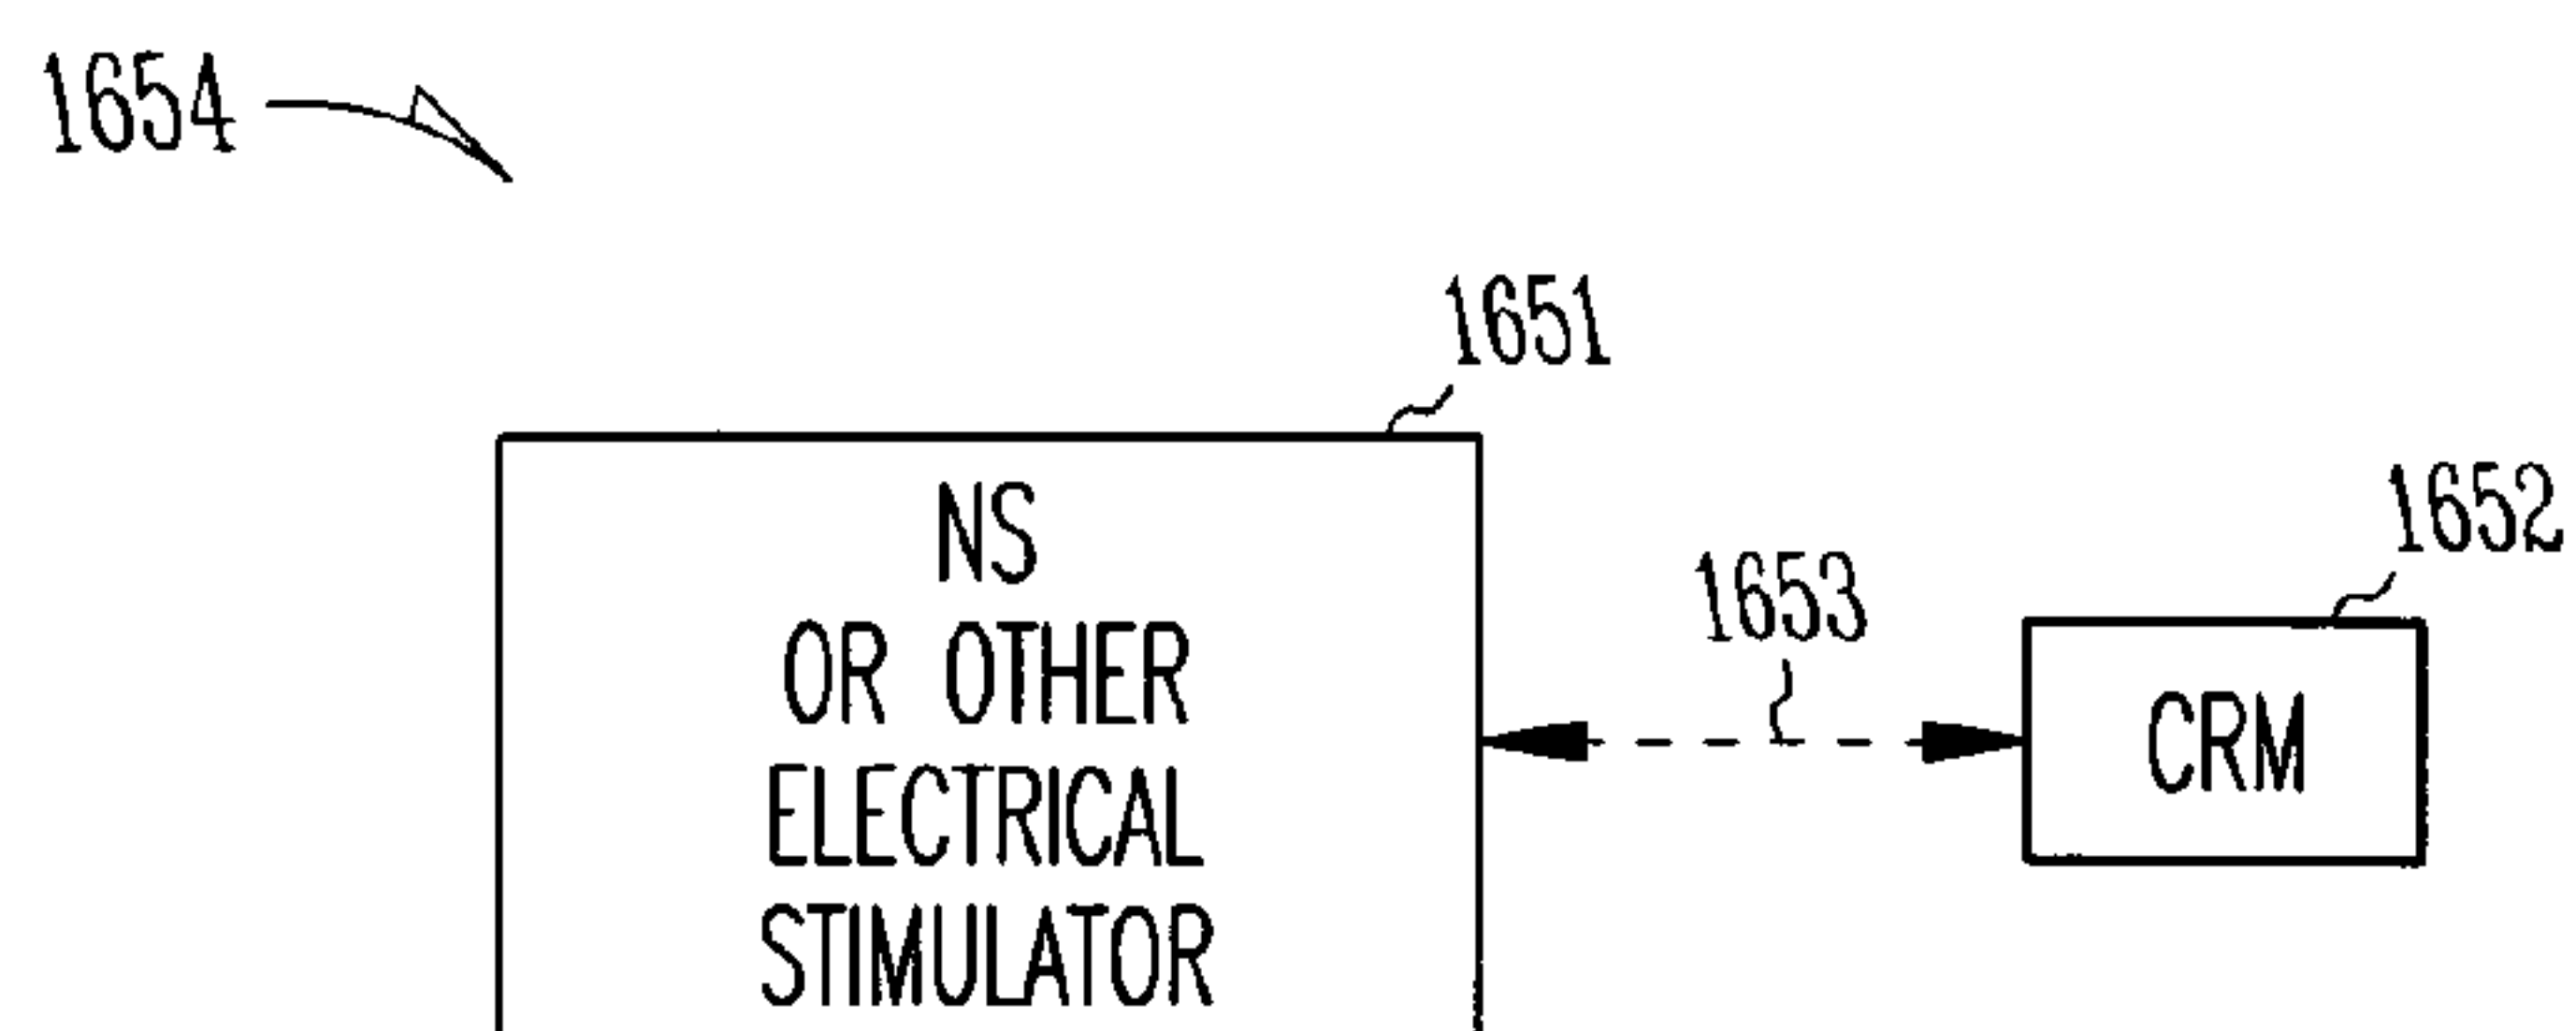 1654
1651
NS
OR OTHER
ELECTRICAL
STIMULATOR
1653
1652
CRM